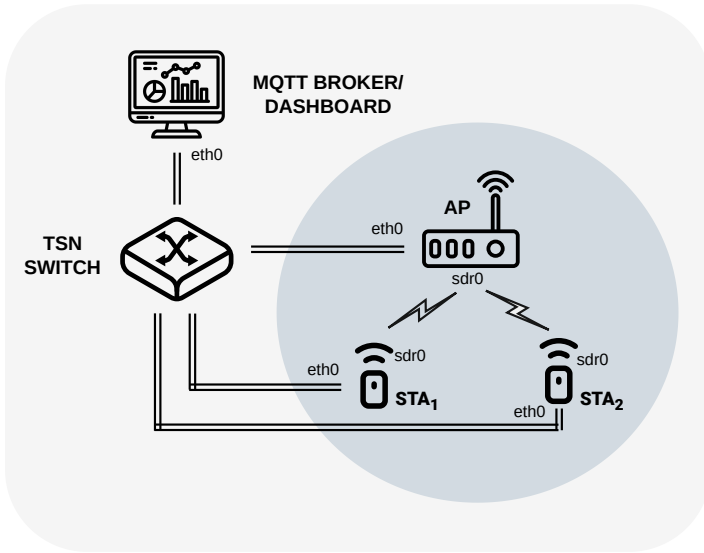 MQTT BROKER/
DASHBOARD
eth0
TSN
SWITCH
AP
eth0
sdr0
eth0
sdr0
STA1
sdr0
eth0
STA2